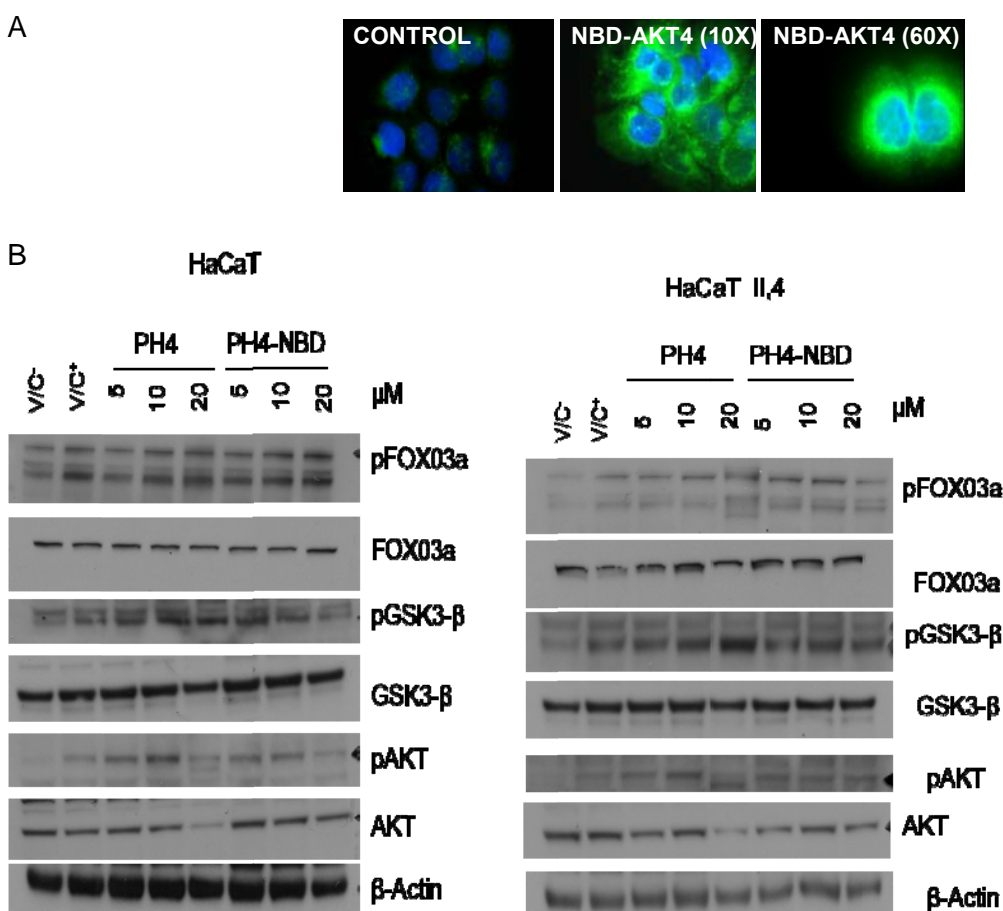 A
CONTROL
NBD-AKT4 (10X)
NBD-AKT4 (60X)
B
HaCaT
PH4
PH4-NBD
V/C-
V/C+
5
10
20
5
10
20
µM
pFOX03a
FOX03a
pGSK3-β
GSK3-β
pAKT
AKT
β-Actin
HaCaT II,4
PH4
PH4-NBD
V/C-
V/C+
5
10
20
5
10
20
µM
pFOX03a
FOX03a
pGSK3-β
GSK3-β
pAKT
AKT
β-Actin